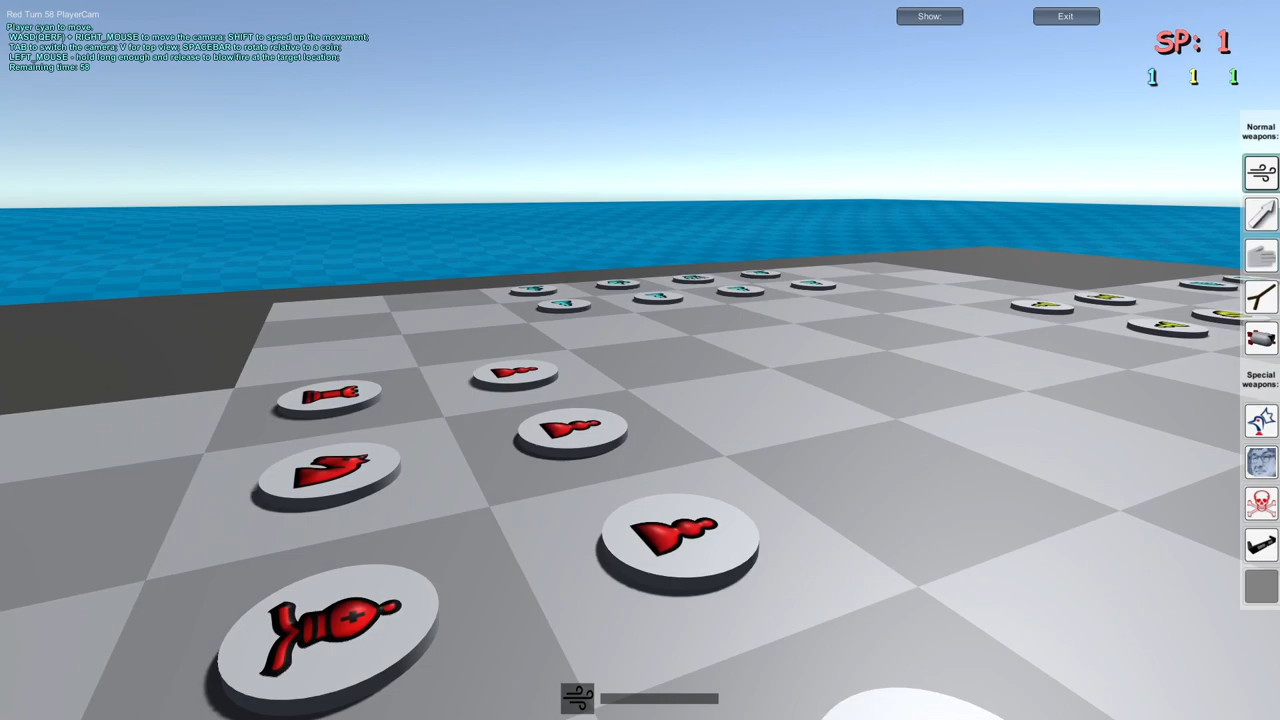 Red Turn 58 PlayerCam
Player cyan to move.
WASD(QERF) + RIGHT_MOUSE to move the camera SHIFT to speed up the movement;
TAB to switch the camera; V for top view; SPACEBAR to rotate relative to a coin;
LEFT_MOUSE - hold long enough and release to blow/fire at the target location;
Remaining time: 58
Show:
Exit
SP: 1
1 1 1
Normal
weapons:
Special
weapons: